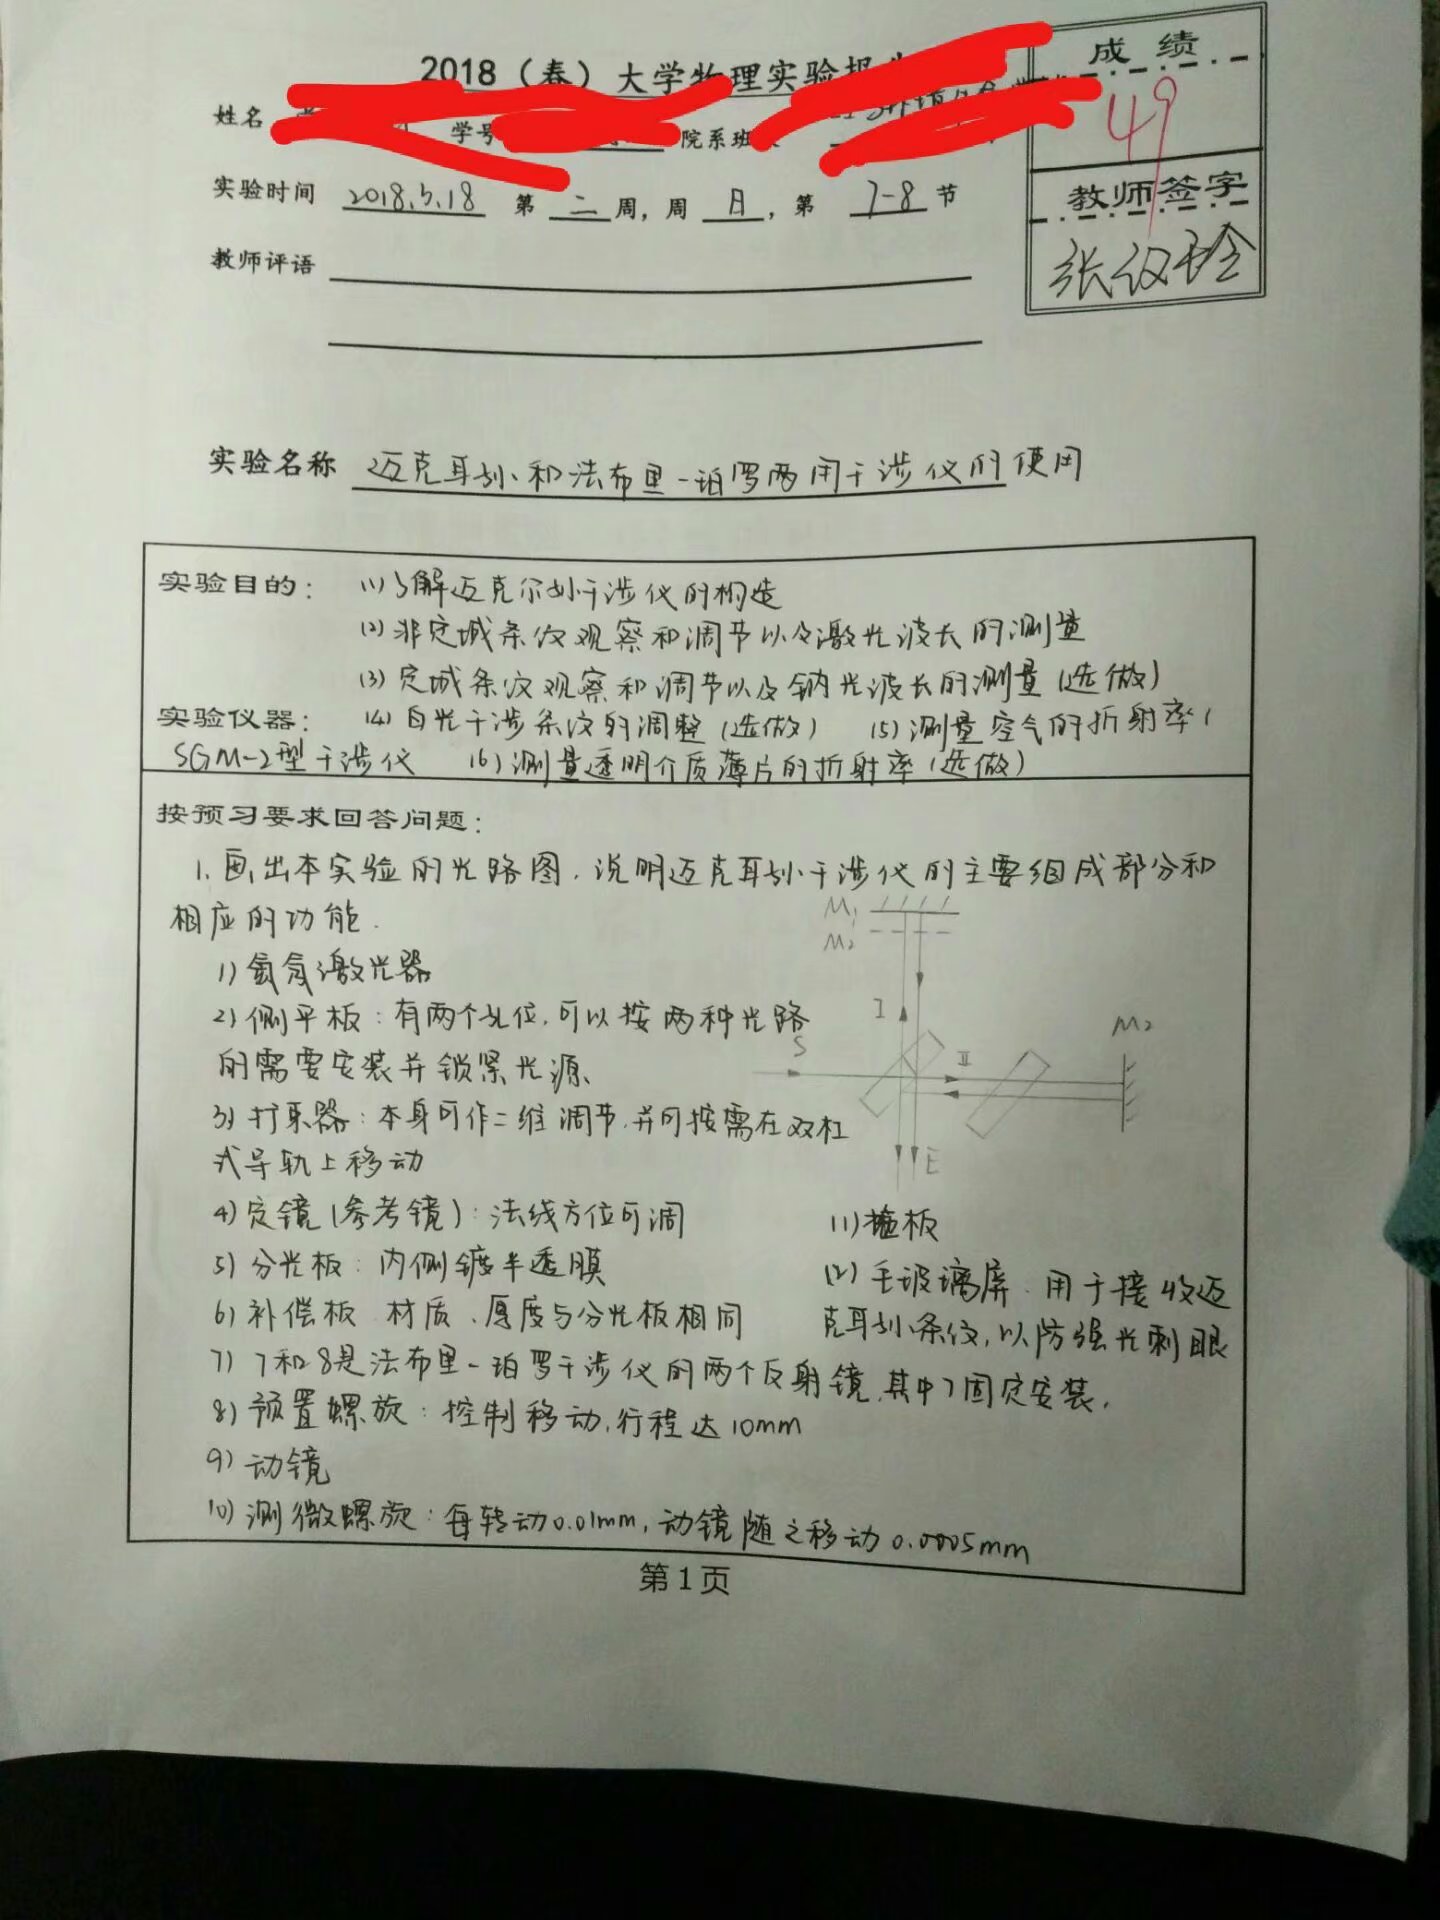 2018（春）大学物理实验报
成绩
49
姓名 学号 院系班
教师签字
实验时间 2018.5.18 第 二 周，周 日，第 7-8 节
教师评语
实验名称 迈克耳孙和法布里-珀罗两用干涉仪的使用
实验目的： (1)了解迈克尔孙干涉仪的构造
(2)非定域条纹观察和调节以及激光波长的测量
(3)定域条纹观察和调节以及钠光波长的测量(选做)
实验仪器： (4)白光干涉条纹的调整(选做) (5)测量空气的折射率(
SGM-2型干涉仪 (6)测量透明介质薄片的折射率(选做)
按预习要求回答问题：
1.画出本实验的光路图，说明迈克耳孙干涉仪的主要组成部分和
相应的功能.
M1
M2
1)氦氖激光器
2)侧平板：有两个孔位，可以按两种光路
的需要安装并锁紧光源、
I
S
II
M2
3)扩束器：本身可作二维调节，并可按需在双杠
式导轨上移动
E
4)定镜(参考镜)：法线方位可调
5)分光板：内侧镀半透膜
6)补偿板 材质、厚度与分光板相同
7)7和8是法布里-珀罗干涉仪的两个反射镜，其中7固定安装，
8)预置螺旋：控制移动，行程达10mm
9)动镜
10)测微螺旋：每转动0.01mm，动镜随之移动0.0005mm
11)板
12)毛玻璃屏 用于接收迈
克耳孙条纹，以防强光刺眼
第1页